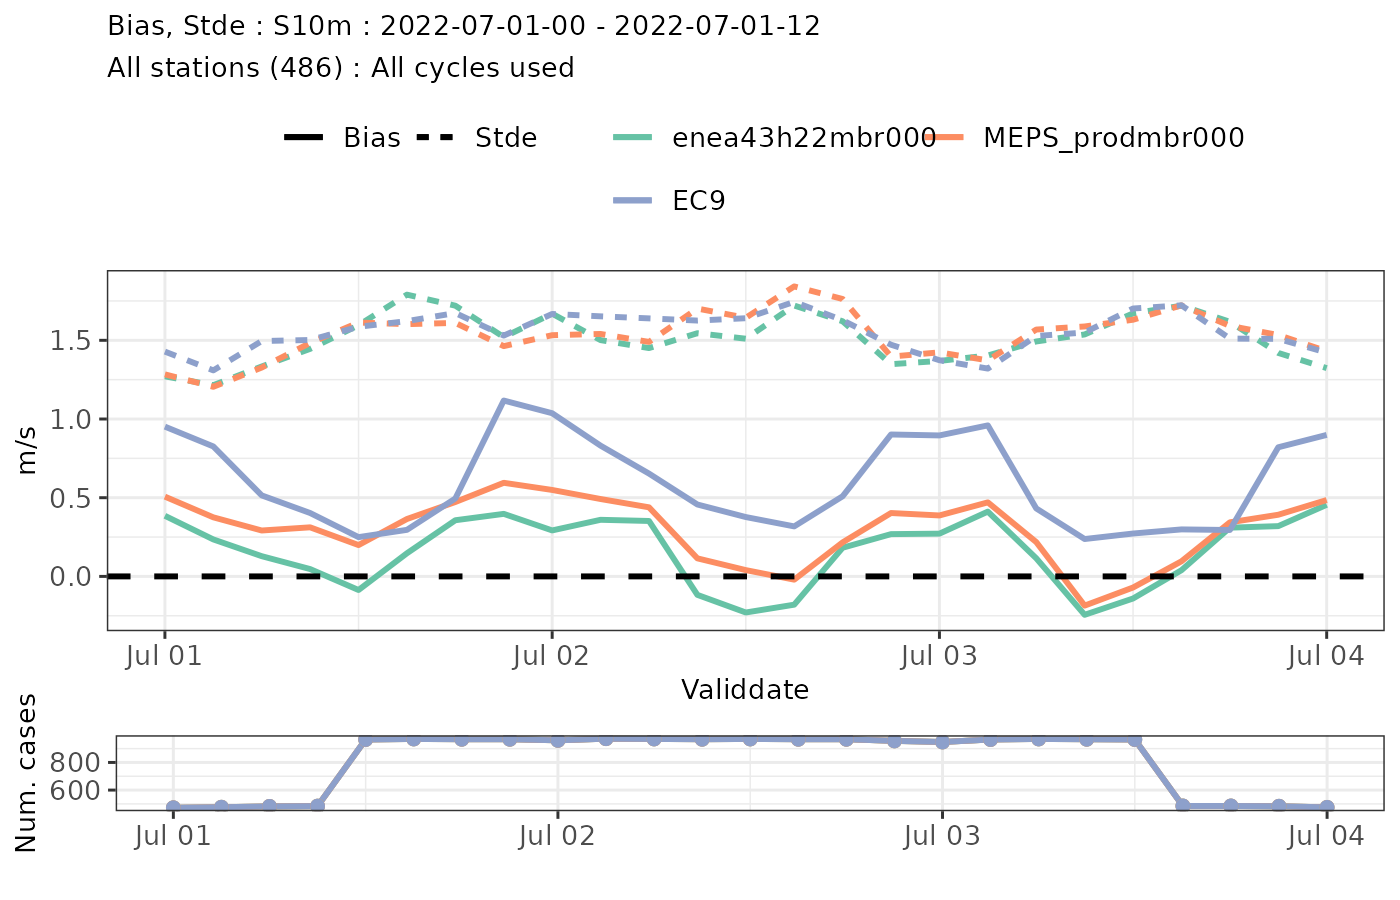 Bias, Stde : S10m : 2022-07-01-00 - 2022-07-01-12
All stations (486) : All cycles used
Bias Stde enea43h22mbr000 MEPS_prodmbr000
EC9
m/s
1.5
1.0
0.5
0.0
Jul 01 Jul 02 Jul 03 Jul 04
Validdate
Num. cases
800
600
Jul 01 Jul 02 Jul 03 Jul 04